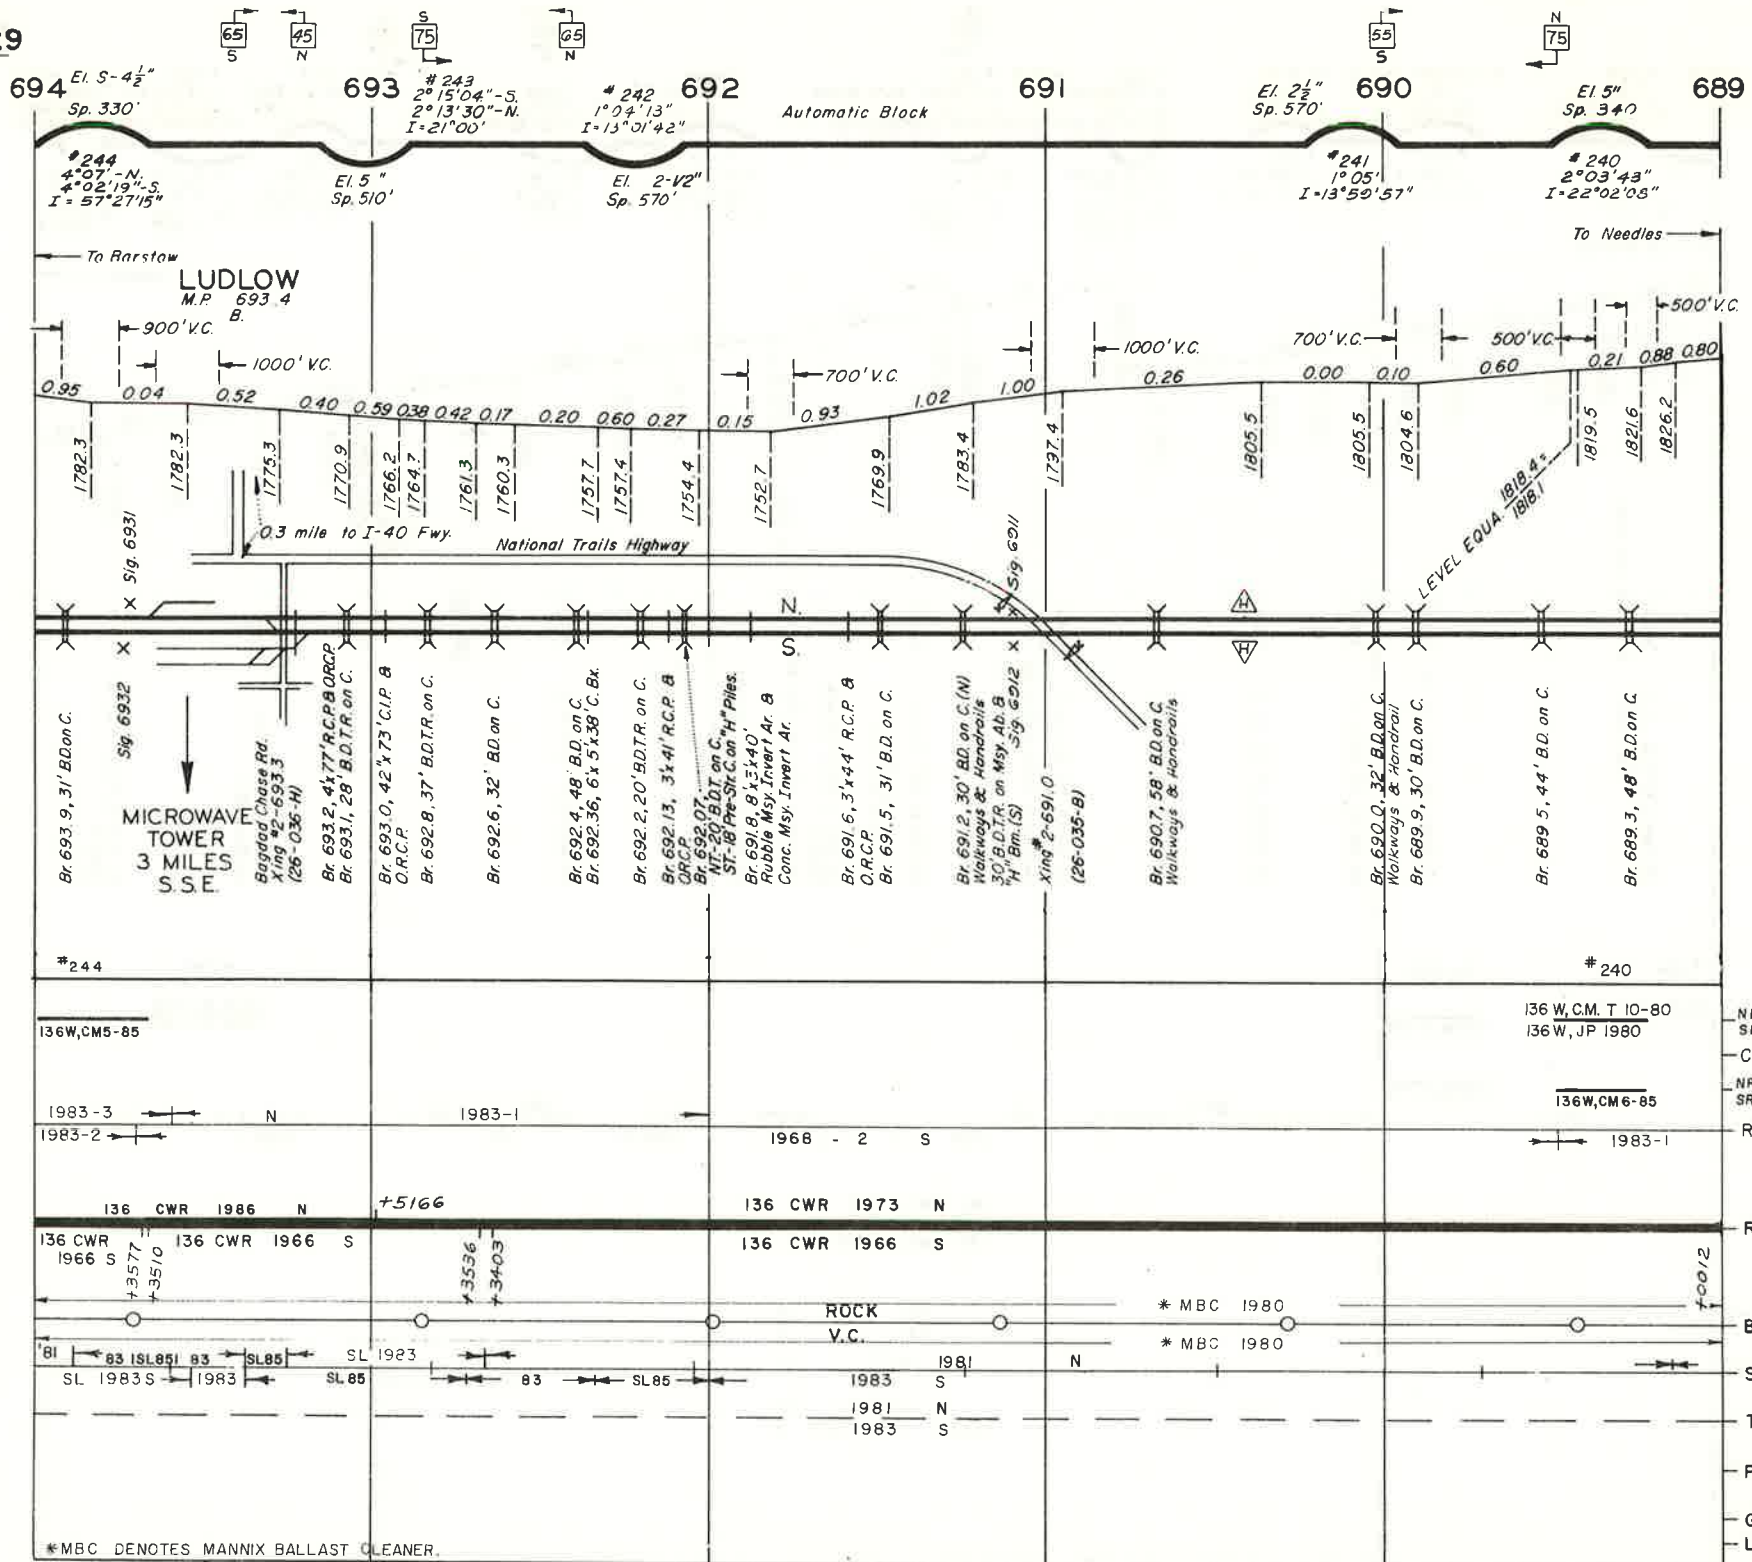 65
S
45
N
S
75
65
N
55
S
N
75
694
693
692
691
690
689
El. S-4½"
Sp. 330'
#243
2°15'04"-S.
2°13'30"-N.
I=21°00'
#242
1°04'13"
I=13°01'42"
Automatic Block
El. 2½"
Sp. 570'
El. 5"
Sp. 340
#244
4°07'-N.
4°02'19"-S.
I=57°27'15"
El. 5"
Sp. 510'
El. 2-1/2"
Sp. 570'
#241
1°05'
I=13°59'57"
#240
2°03'43"
I=22°02'08"
To Barstow
To Needles
LUDLOW
M.P. 693.4
B.
900' V.C.
1000' V.C.
700' V.C.
1000' V.C.
700' V.C.
500' V.C.
500' V.C.
0.95 0.04 0.52 0.40 0.59 0.38 0.42 0.17 0.20 0.60 0.27 0.15 0.93 1.02 1.00 0.26 0.00 0.10 0.60 0.21 0.88 0.80
1782.3 1782.3 1775.3 1770.9 1766.2 1764.7 1761.3 1760.3 1757.7 1757.4 1754.4 1752.7 1769.9 1783.4 1797.4 1805.5 1805.5 1804.6 1819.5 1821.6 1826.2
LEVEL EQUA. 1818.4=
1818.1
0.3 mile to I-40 Fwy.
National Trails Highway
Sig. 6931
Sig. 6911
N.
S.
H
H
Sig. 6932
Sig. 6912
MICROWAVE
TOWER
3 MILES
S.S.E.
Br. 693.9, 31' B.D. on C.
Bagdad Chase Rd.
Xing #2-693.3
(26-036-H)
Br. 693.2, 4'x77' R.C.P. & O.R.C.P.
Br. 693.1, 28' B.D.T.R. on C.
Br. 693.0, 42"x73' C.I.P. &
O.R.C.P.
Br. 692.8, 37' B.D.T.R. on C.
Br. 692.6, 32' B.D. on C.
Br. 692.4, 48' B.D. on C.
Br. 692.36, 6'x5'x38' C. Bx.
Br. 692.2, 20' B.D.T.R. on C.
Br. 692.13, 3'x41' R.C.P. &
O.R.C.P.
Br. 692.07,
NT.-20' B.D.T. on C.
ST.-18' Pre-Str. C. on "H" Piles.
Br. 691.8, 8'x3'x40'
Rubble Msy. Invert Ar. &
Conc. Msy. Invert Ar.
Br. 691.6, 3'x44' R.C.P. &
O.R.C.P.
Br. 691.5, 31' B.D. on C.
Br. 691.2, 30' B.D. on C.(N)
Walkways & Handrails
30' B.D.T.R. on Msy. Ab. &
"H" Bm.(S)
Xing #2-691.0
(26-035-B)
Br. 690.7, 58' B.D. on C.
Walkways & Handrails
Br. 690.0, 32' B.D. on C.
Walkways & Handrail
Br. 689.9, 30' B.D. on C.
Br. 689.5, 44' B.D. on C.
Br. 689.3, 48' B.D. on C.
#244
#240
136W,CM5-85
136 W, C.M. T 10-80
136 W, JP 1980
C
136W,CM6-85
1983-3
N
1983-1
1983-2
1968 - 2 S
1983-1
R
136 CWR 1986 N
+5166
136 CWR 1973 N
R
136 CWR
1966 S
136 CWR 1966 S
136 CWR 1966 S
+3577
+3510
+3536
+3403
+0012
ROCK
* MBC 1980
B
V.C.
* MBC 1980
'81 83 SL85 83 SL85 SL 1983 1981 N
SL 1983 S 1983 SL85 83 SL85 1983 S
S
1981 N
1983 S
T
*MBC DENOTES MANNIX BALLAST CLEANER.